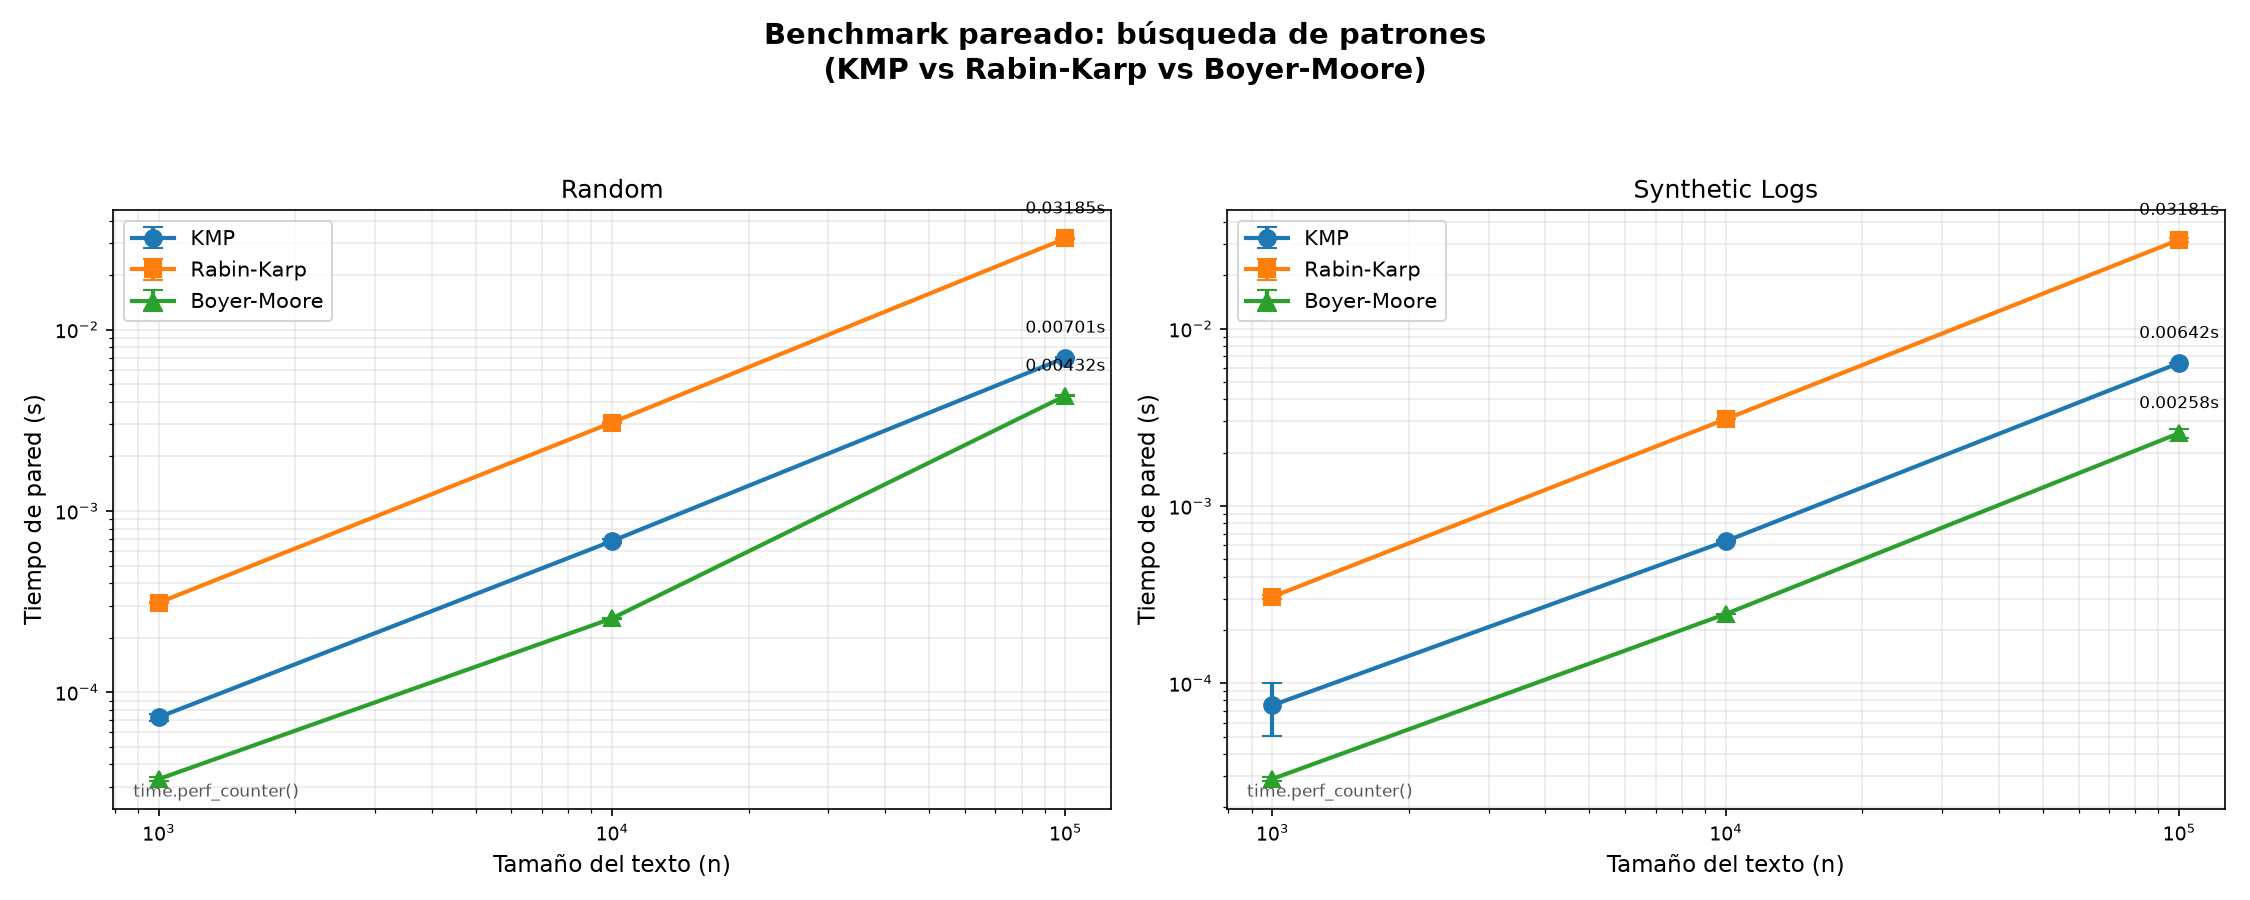 Benchmark pareado: búsqueda de patrones
(KMP vs Rabin-Karp vs Boyer-Moore)
Random
KMP
Rabin-Karp
Boyer-Moore
0.03185s
0.00701s
0.00432s
10⁻²
10⁻³
10⁻⁴
Tiempo de pared (s)
time.perf_counter()
10³ 10⁴ 10⁵
Tamaño del texto (n)
Synthetic Logs
KMP
Rabin-Karp
Boyer-Moore
0.03181s
0.00642s
0.00258s
10⁻²
10⁻³
10⁻⁴
Tiempo de pared (s)
time.perf_counter()
10³ 10⁴ 10⁵
Tamaño del texto (n)